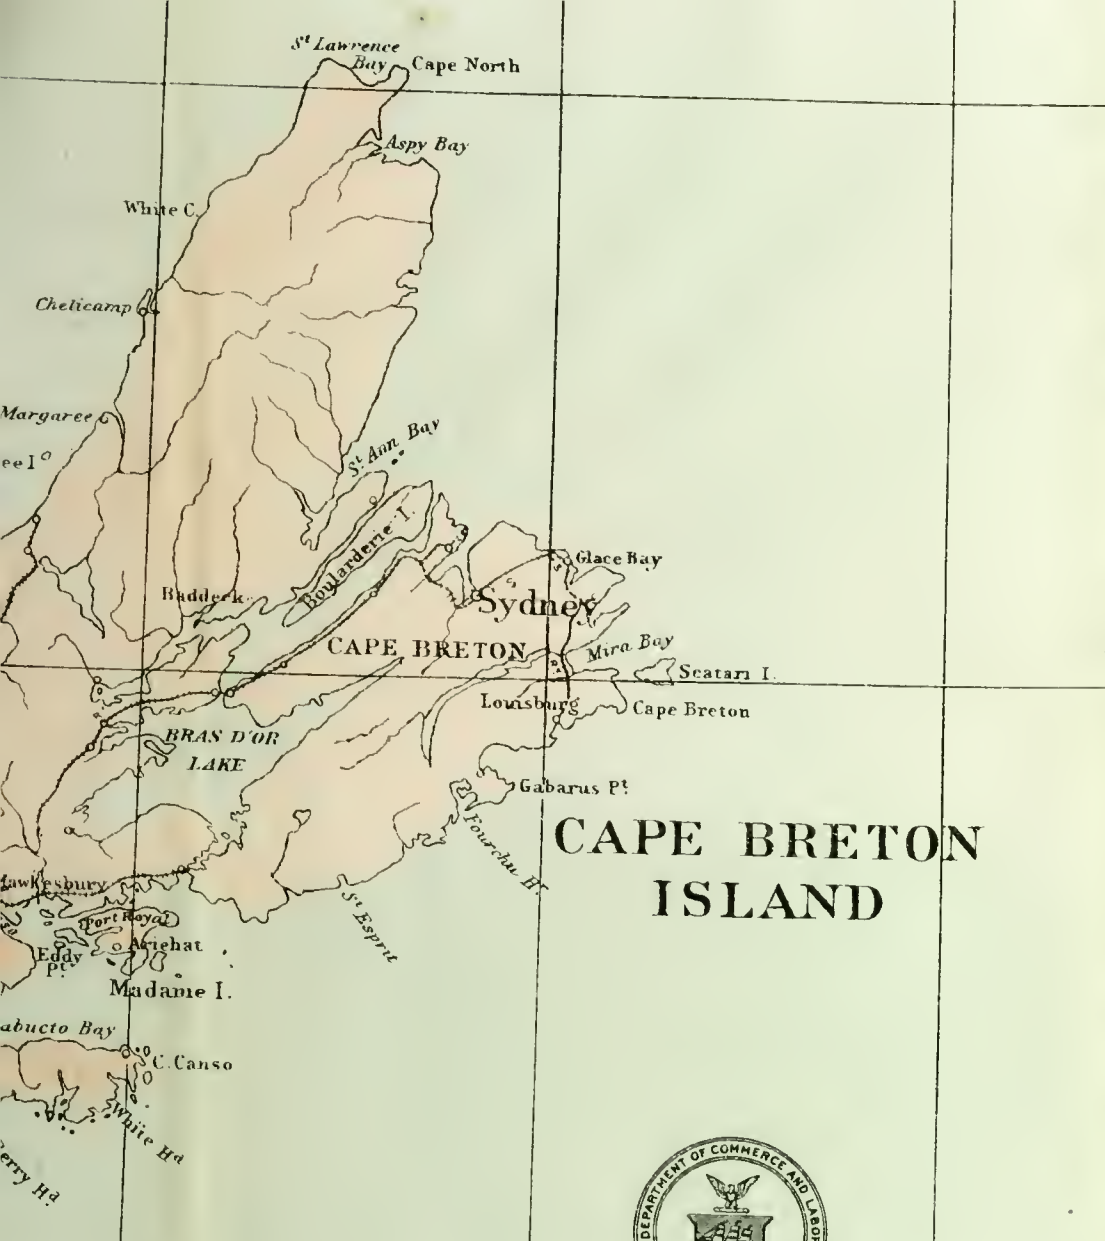 St Lawrence
Bay
Cape North
Aspy Bay
White C.
Cheticamp
Margaree
ee I
St Ann Bay
Boularderie I.
Glace Bay
Baddeck
Sydney
CAPE BRETON
Mira Bay
Scatari I.
Louisburg
Cape Breton
BRAS D'OR
LAKE
Gabarus Pt
CAPE BRETON
ISLAND
Fourchu Hr
Hawkesbury
St Esprit
Port Royal
Arichat
Eddy
Pt
Madame I.
abucto Bay
C. Canso
White Hd
erry Hd
DEPARTMENT OF COMMERCE AND LABOR